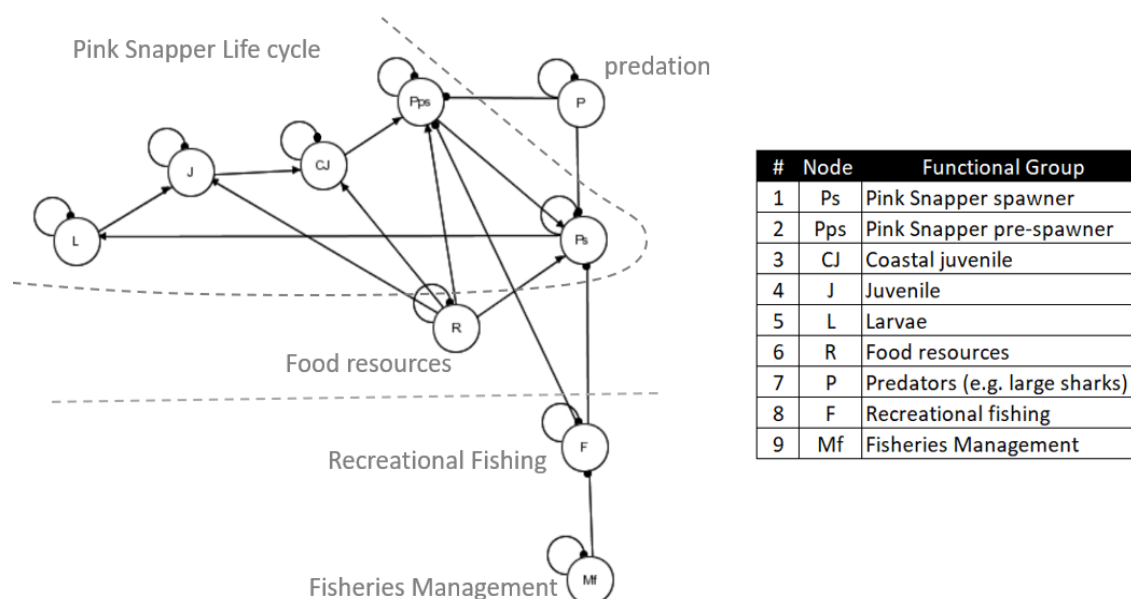 Pink Snapper Life cycle
predation
Pps
P
J
CJ
L
Ps
R
Food resources
F
Recreational Fishing
Mf
Fisheries Management
# Node Functional Group
1 Ps Pink Snapper spawner
2 Pps Pink Snapper pre-spawner
3 CJ Coastal juvenile
4 J Juvenile
5 L Larvae
6 R Food resources
7 P Predators (e.g. large sharks)
8 F Recreational fishing
9 Mf Fisheries Management